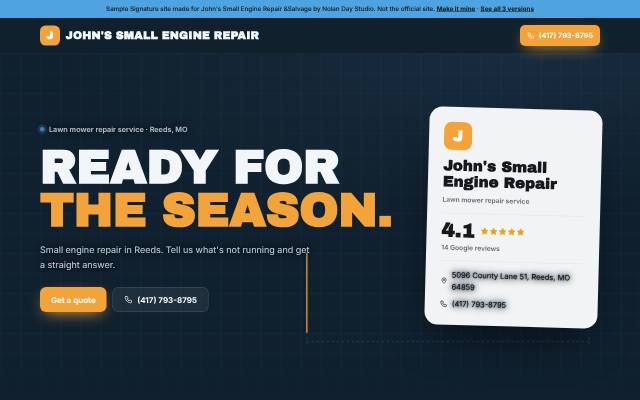 Sample Signature site made for John's Small Engine Repair &Salvage by Nolan Day Studio. Not the official site. Make it mine · See all 3 versions
J JOHN'S SMALL ENGINE REPAIR
(417) 793-8795
Lawn mower repair service · Reeds, MO
READY FOR
THE SEASON.
Small engine repair in Reeds. Tell us what's not running and get
a straight answer.
Get a quote
(417) 793-8795
J
John's Small
Engine Repair
Lawn mower repair service
4.1 ★★★★★
14 Google reviews
5096 County Lane 51, Reeds, MO
64859
(417) 793-8795